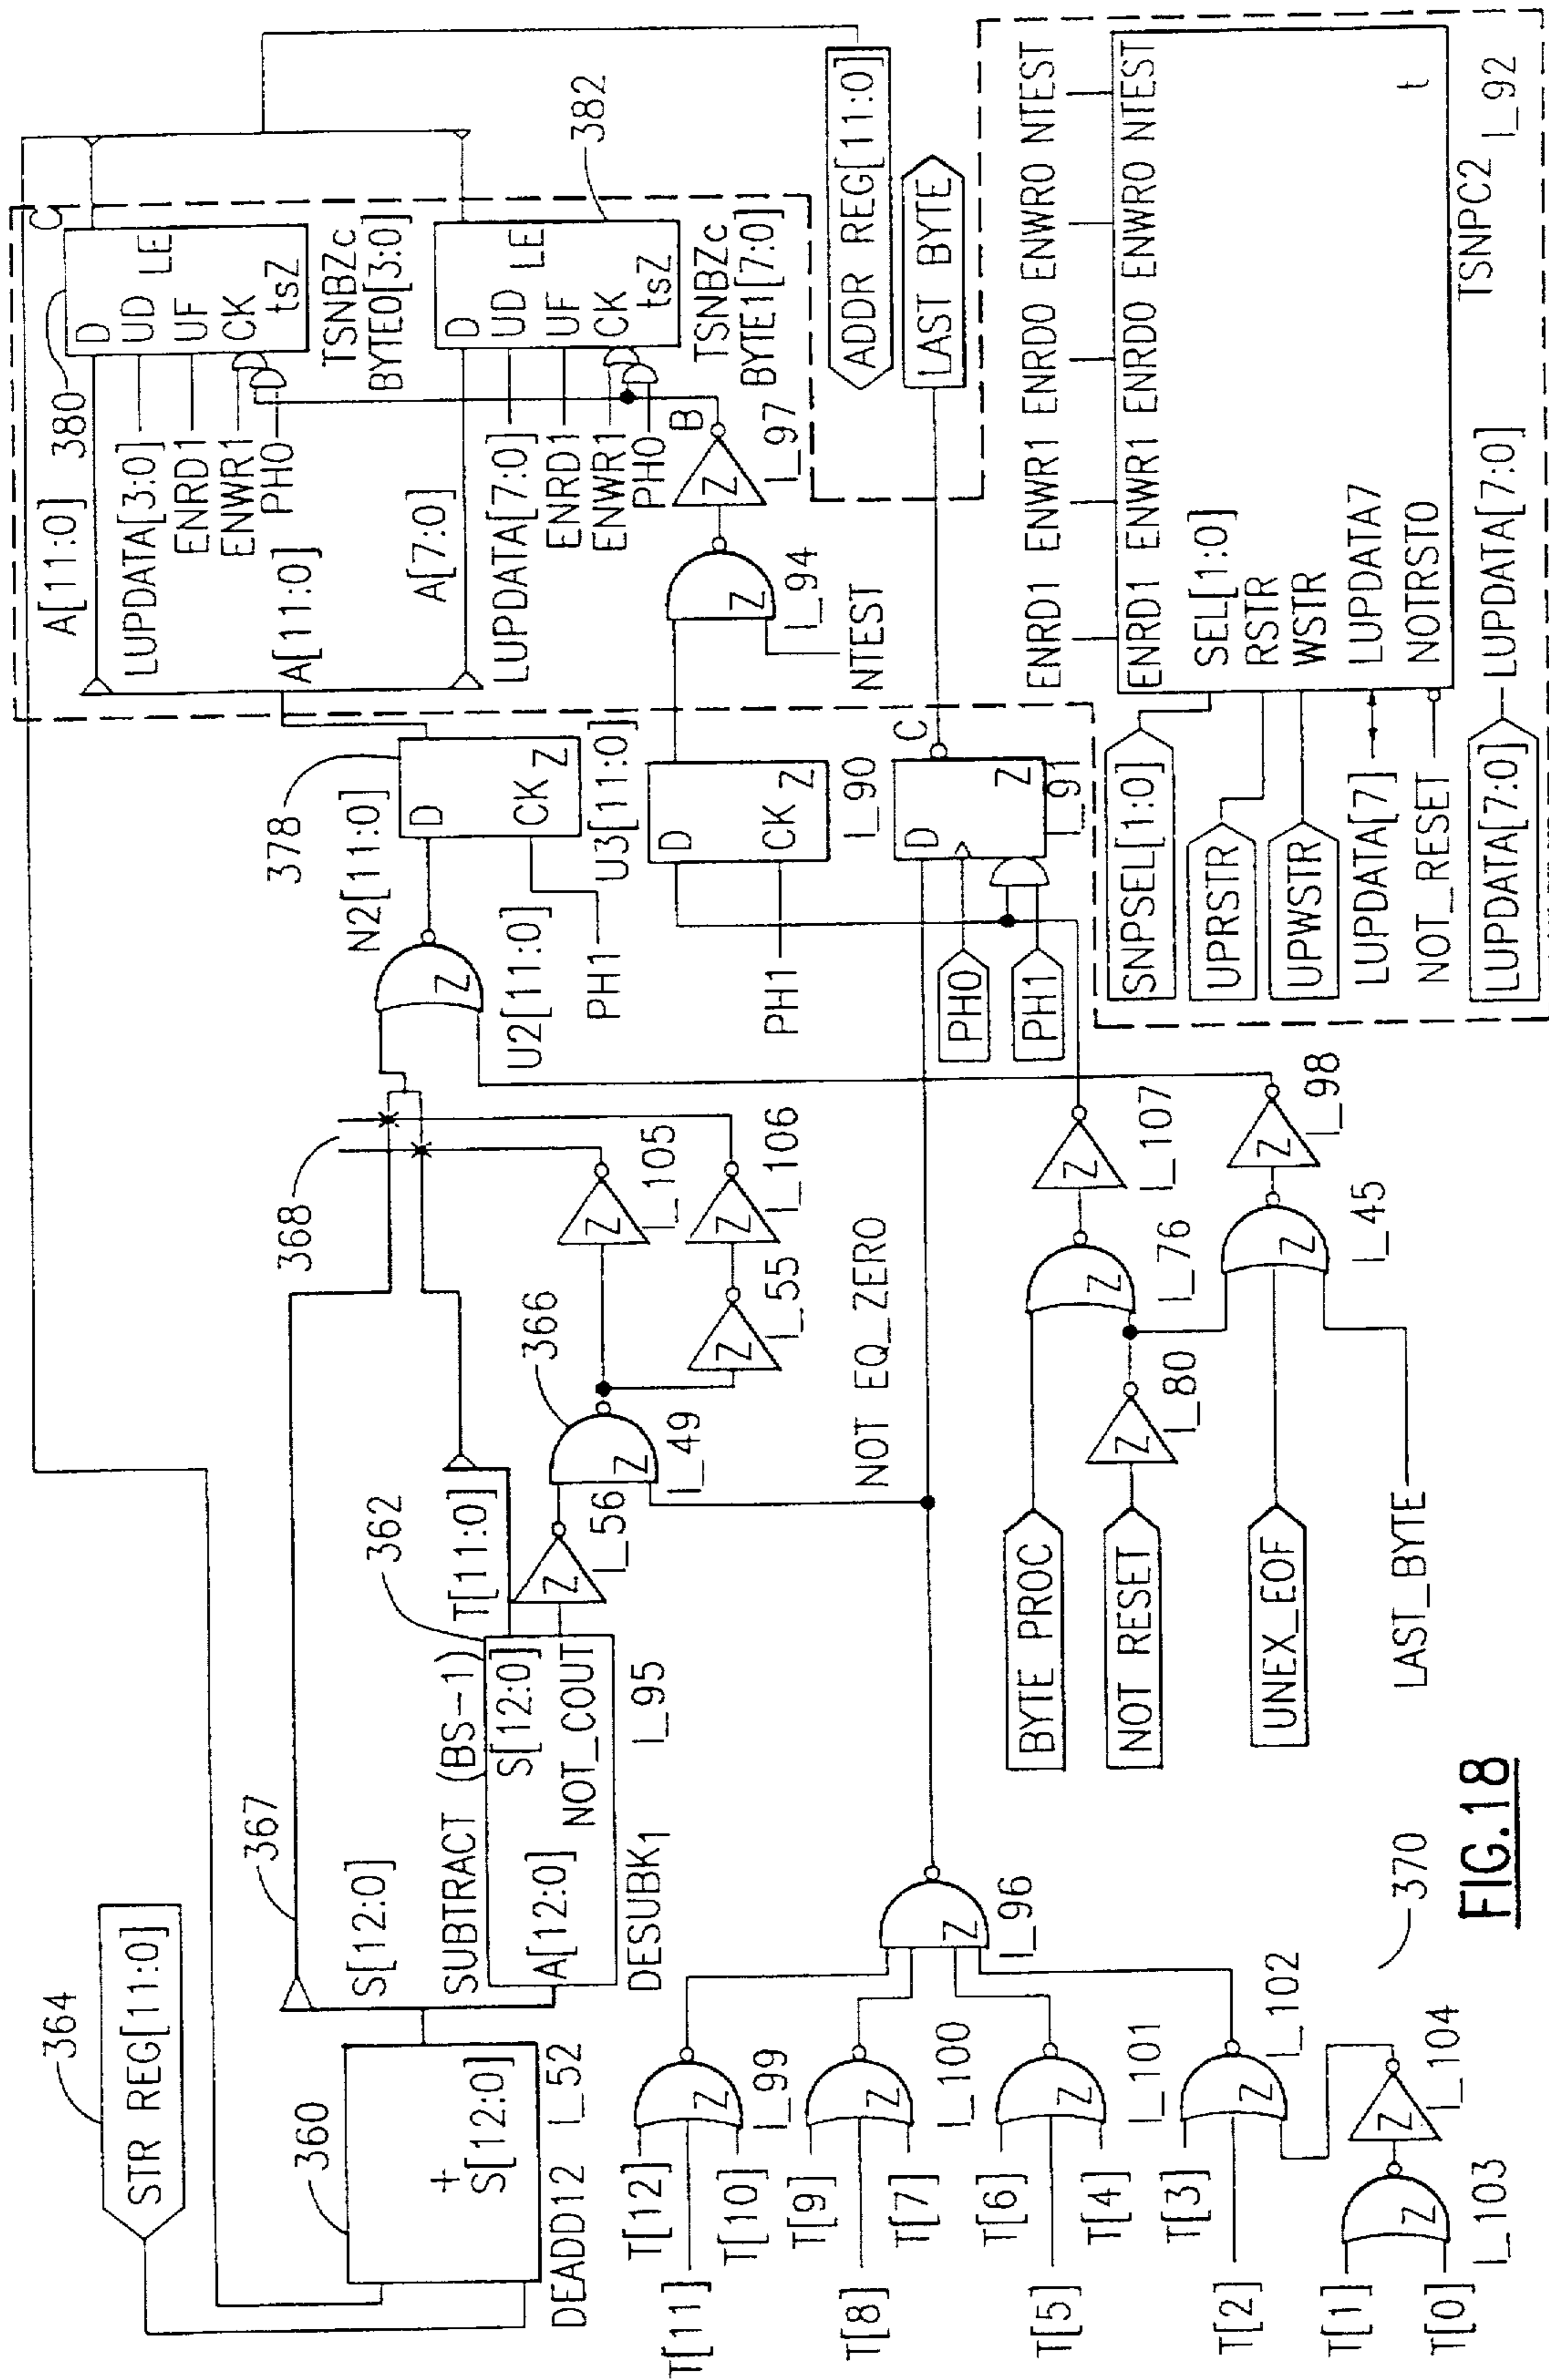 364
STR REG[11:0]
360
+
S[12:0]
DEADD12 I_52
367
S[12:0]
SUBTRACT (BS-1)
362
A[12:0]
S[12:0]
NOT_COUT
DESUBK1
I_95
T[11:0]
Z
I_56
366
Z
I_49
368
Z
I_105
Z
I_55
Z
I_106
NOT EQ_ZERO
T[12]
T[11]
T[10]
Z
I_99
T[9]
T[8]
T[7]
Z
I_100
T[6]
T[5]
T[4]
Z
I_101
T[3]
T[2]
Z
I_102
T[1]
T[0]
Z
I_103
Z
I_104
Z
I_96
370
BYTE PROC
NOT RESET
UNEX_EOF
LAST_BYTE
Z
I_80
Z
I_76
Z
I_107
Z
I_45
Z
I_98
N2[11:0]
Z
U2[11:0]
378
D
CK
Z
PH1
U3[11:0]
D
CK
Z
PH1
I_90
C
D
Z
I_91
PH0
PH1
A[11:0]
380
C
D
UD
LE
UF
CK
tsZ
LUPDATA[3:0]
ENRD1
ENWR1
PH0
TSNBZc
BYTE0[3:0]
A[11:0]
A[7:0]
382
D
UD
LE
UF
CK
tsZ
LUPDATA[7:0]
ENRD1
ENWR1
PH0
TSNBZc
BYTE1[7:0]
B
Z
I_97
Z
I_94
NTEST
ADDR REG[11:0]
LAST BYTE
ENRD1 ENWR1 ENRD0 ENWR0 NTEST
ENRD1 ENWR1 ENRD0 ENWR0 NTEST
SEL[1:0]
RSTR
WSTR
LUPDATA7
NOTRST0
t
TSNPC2 I_92
SNPSEL[1:0]
UPRSTR
UPWSTR
LUPDATA[7]
NOT_RESET
LUPDATA[7:0]
LUPDATA[7:0]
FIG.18